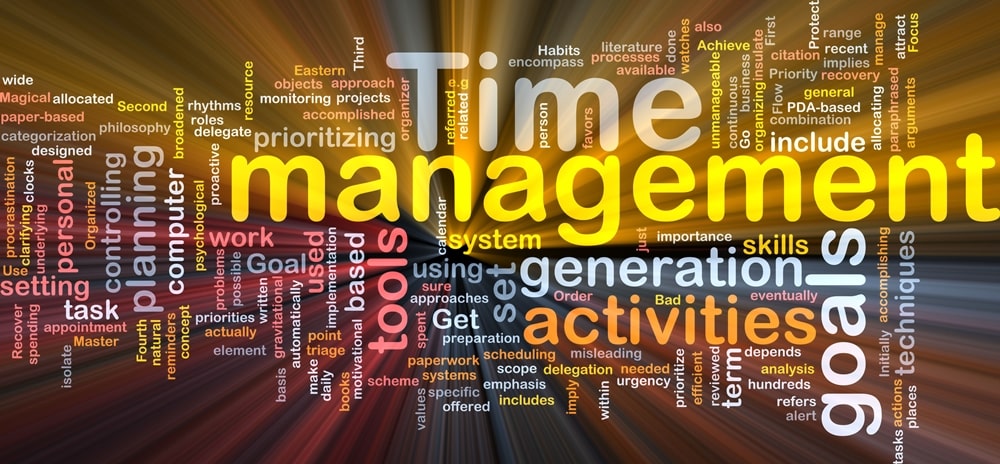 Time
management
wide
Magical allocated
paper-based
categorization
designed
philosophy
Second
broadened
rhythms
roles
delegate
resource
Eastern
objects
approach
monitoring projects
accomplished
prioritizing
Third
organizer
referred
e.g
related
Habits
encompass
person
favors
literature
processes
available
done
watches
also
Achieve
unmanageable
continuous
Go
business
organizing
insulate
First
Flow
citation
Priority
recovery
general
PDA-based
combination
include
Protect
range
recent
implies
manage
attract
Focus
allocating
paraphrased
arguments
procrastination
clarifying
clocks
Use
underlying
personal
setting
Organized
controlling
planning
computer
psychological
proactive
task
appointment
Master
Recover
spending
isolate
Fourth
natural
reminders
concept
work
Goal
problems
possible
written
gravitational
priorities
actually
element
basis
automatically
used
implementation
based
point
triage
make
daily
books
motivational
tools
scheme
calendar
system
using
sure
approaches
set
spent
Get
preparation
paperwork
systems
scheduling
scope
emphasis
specific
offered
includes
values
misleading
delegation
imply
within
needed
urgency
generation
activities
Order
Bad
eventually
just
importance
skills
goals
prioritize
efficient
reviewed
term
depends
analysis
hundreds
refers
alert
Initially
accomplishing
techniques
tasks
actions
places